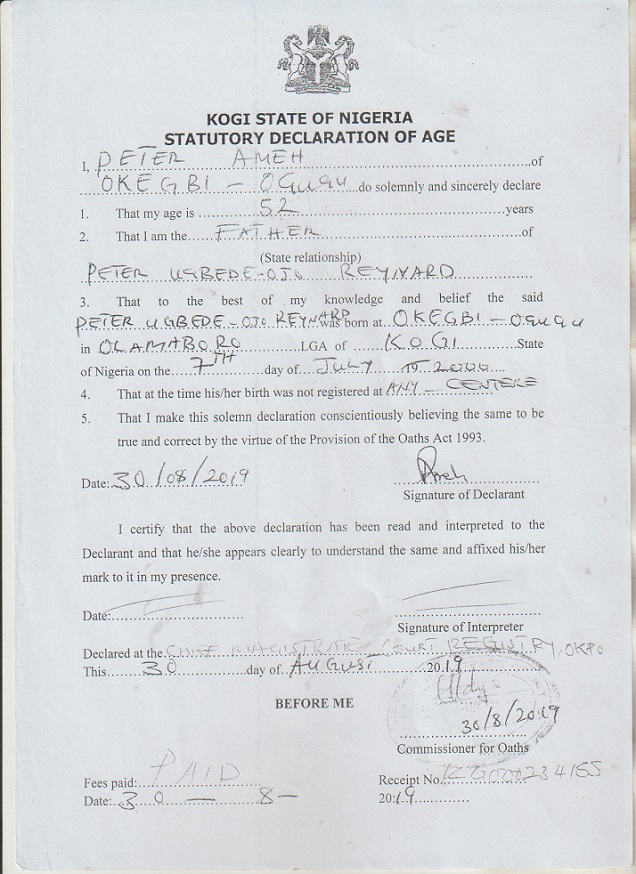 KOGI STATE OF NIGERIA
STATUTORY DECLARATION OF AGE
I, PETER AMEH of
OKEGBI - OGUGU do solemnly and sincerely declare
1. That my age is 52 years
2. That I am the FATHER of
(State relationship)
PETER UGBEDE-OJO REYNARD
3. That to the best of my knowledge and belief the said
PETER UGBEDE-OJO REYNARD was born at OKEGBI - OGUGU
in OLAMABORO LGA of KOGI State
of Nigeria on the 7TH day of JULY 2000
4. That at the time his/her birth was not registered at ANY - CENTERE
5. That I make this solemn declaration conscientiously believing the same to be
true and correct by the virtue of the Provision of the Oaths Act 1993.
Date: 30/08/2019
Signature of Declarant
I certify that the above declaration has been read and interpreted to the
Declarant and that he/she appears clearly to understand the same and affixed his/her
mark to it in my presence.
Date:
Signature of Interpreter
Declared at the CHIEF MAGISTRATE COURT REGISTRY, OKPO
This 30 day of AUGUST 2019
BEFORE ME
30/8/2019
Commissioner for Oaths
Fees paid: PAID
Receipt No.
Date: 30 - 8 - 2019